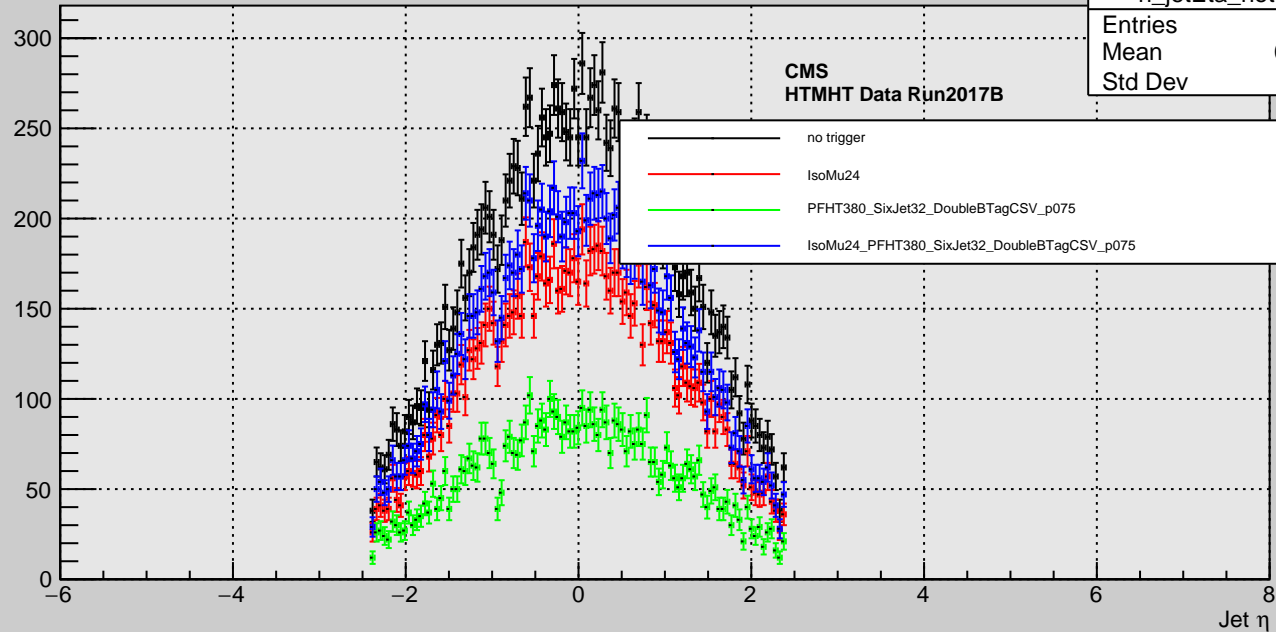 Entries
Mean
Std Dev
CMS
HTMHT Data Run2017B
no trigger
IsoMu24
PFHT380_SixJet32_DoubleBTagCSV_p075
IsoMu24_PFHT380_SixJet32_DoubleBTagCSV_p075
300
250
200
150
100
50
0
−6 −4 −2 0 2 4 6 8
Jet η